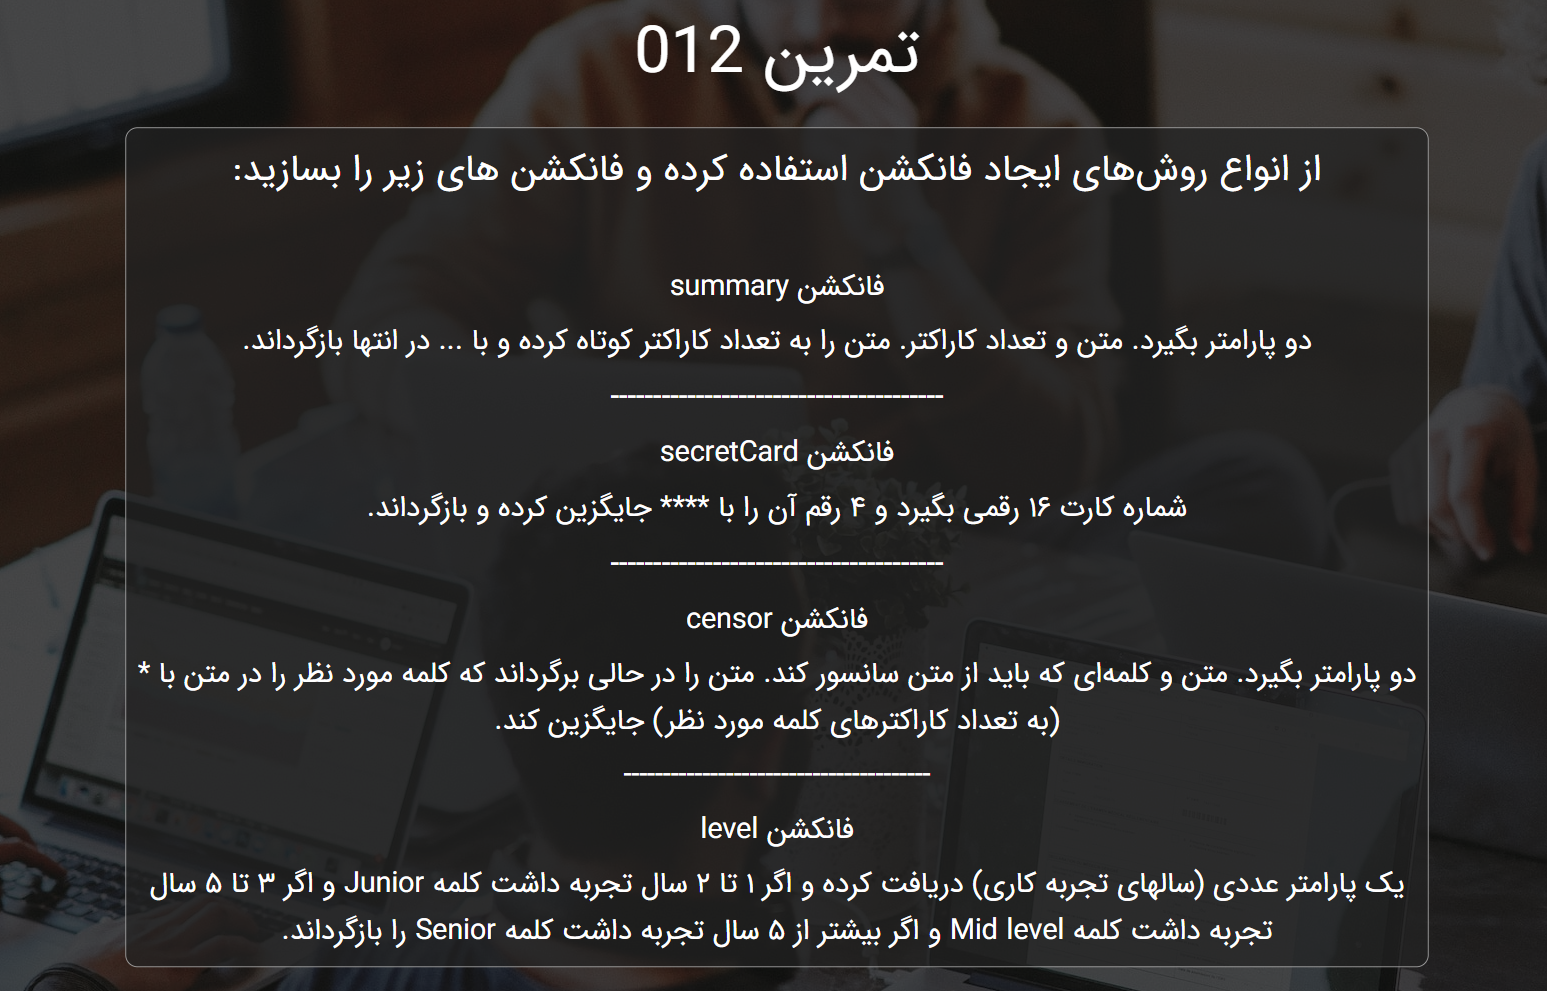 تمرین 012
از انواع روش‌های ایجاد فانکشن استفاده کرده و فانکشن های زیر را بسازید:
فانکشن summary
دو پارامتر بگیرد. متن و تعداد کاراکتر. متن را به تعداد کاراکتر کوتاه کرده و با ... در انتها بازگرداند.
---------------------------------------
فانکشن secretCard
شماره کارت ۱۶ رقمی بگیرد و ۴ رقم آن را با **** جایگزین کرده و بازگرداند.
---------------------------------------
فانکشن censor
دو پارامتر بگیرد. متن و کلمه‌ای که باید از متن سانسور کند. متن را در حالی برگرداند که کلمه مورد نظر را در متن با *
(به تعداد کاراکترهای کلمه مورد نظر) جایگزین کند.
------------------------------------
فانکشن level
یک پارامتر عددی (سالهای تجربه کاری) دریافت کرده و اگر ۱ تا ۲ سال تجربه داشت کلمه Junior و اگر ۳ تا ۵ سال
تجربه داشت کلمه Mid level و اگر بیشتر از ۵ سال تجربه داشت کلمه Senior را بازگرداند.